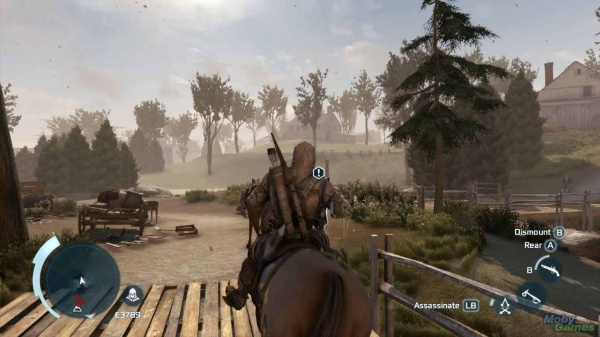 Dismount B
Rear A
B
Assassinate LB
£3789
Moby
Games